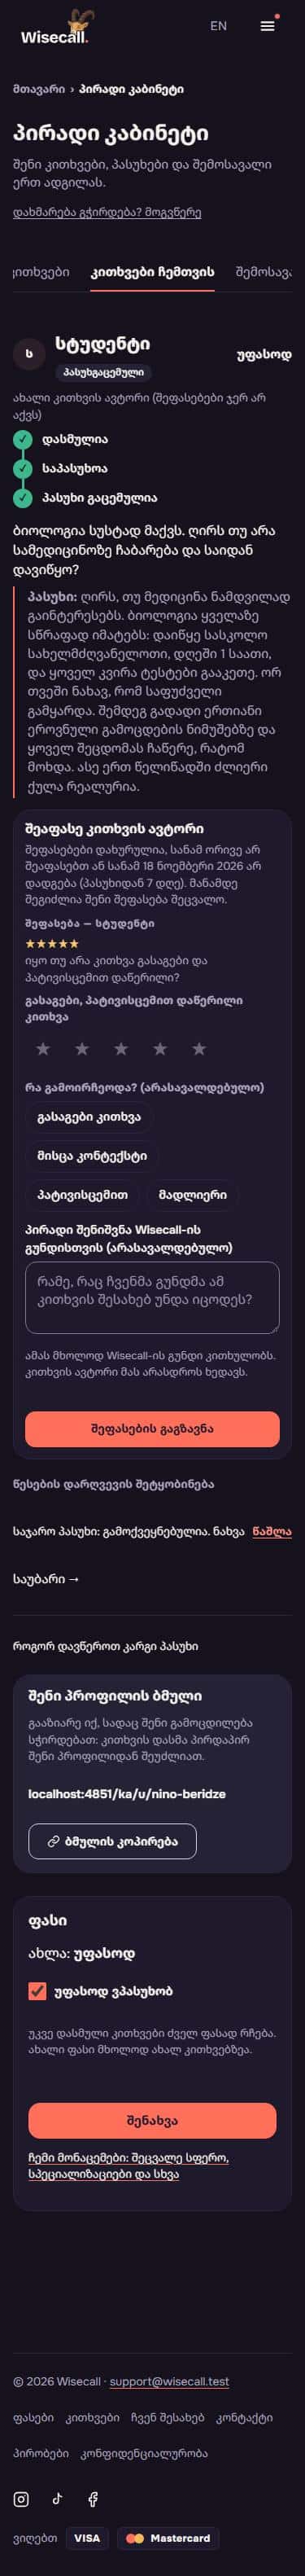 Wisecall.
EN
მთავარი › პირადი კაბინეტი
პირადი კაბინეტი
შენი კითხვები, პასუხები და შემოსავალი
ერთ ადგილას.
დახმარება გჭირდება? მოგვწერე
კითხვები
კითხვები ჩემთვის
შემოსავა
ს
სტუდენტი
პასუხგაცემული
უფასოდ
ახალი კითხვის ავტორი (შეფასებები ჯერ არ
აქვს)
დასმულია
საპასუხოა
პასუხი გაცემულია
ბიოლოგია სუსტად მაქვს. ღირს თუ არა
სამედიცინოზე ჩაბარება და საიდან
დავიწყო?
პასუხი: ღირს, თუ მედიცინა ნამდვილად
გაინტერესებს. ბიოლოგია ყველაზე
სწრაფად იმატებს: დაიწყე სასკოლო
სახელმძღვანელოთი, დღეში 1 საათი,
და ყოველ კვირა ტესტები გააკეთე. ორ
თვეში ნახავ, რომ საფუძველი
გამყარდა. შემდეგ გადადი ერთიანი
ეროვნული გამოცდების ნიმუშებზე და
ყოველ შეცდომას ჩაწერე, რატომ
მოხდა. ასე ერთ წელიწადში ძლიერი
ქულა რეალურია.
შეაფასე კითხვის ავტორი
შეფასებები დახურულია, სანამ ორივე არ
შეაფასებთ ან სანამ 18 ნოემბერი 2026 არ
დადგება (პასუხიდან 7 დღე). მანამდე
შეგიძლია შენი შეფასება შეცვალო.
შეფასება — სტუდენტი
★★★★★
იყო თუ არა კითხვა გასაგები და
პატივისცემით დაწერილი?
გასაგები, პატივისცემით დაწერილი
კითხვა
★ ★ ★ ★ ★
რა გამოირჩეოდა? (არასავალდებულო)
გასაგები კითხვა
მისცა კონტექსტი
პატივისცემით
მადლიერი
პირადი შენიშვნა Wisecall-ის
გუნდისთვის (არასავალდებულო)
რამე, რაც ჩვენმა გუნდმა ამ
კითხვის შესახებ უნდა იცოდეს?
ამას მხოლოდ Wisecall-ის გუნდი კითხულობს.
კითხვის ავტორი მას არასდროს ხედავს.
შეფასების გაგზავნა
წესების დარღვევის შეტყობინება
საჯარო პასუხი: გამოქვეყნებულია. ნახვა წაშლა
საუბარი →
როგორ დავწეროთ კარგი პასუხი
შენი პროფილის ბმული
გააზიარე იქ, სადაც შენი გამოცდილება
სჭირდებათ: კითხვის დასმა პირდაპირ
შენი პროფილიდან შეუძლიათ.
localhost:4851/ka/u/nino-beridze
ბმულის კოპირება
ფასი
ახლა: უფასოდ
უფასოდ ვპასუხობ
უკვე დასმული კითხვები ძველ ფასად რჩება.
ახალი ფასი მხოლოდ ახალ კითხვებზეა.
შენახვა
ჩემი მონაცემები: შეცვალე სფერო,
სპეციალიზაციები და სხვა
© 2026 Wisecall · support@wisecall.test
ფასები კითხვები ჩვენ შესახებ კონტაქტი
პირობები კონფიდენციალურობა
ვიღებთ VISA Mastercard